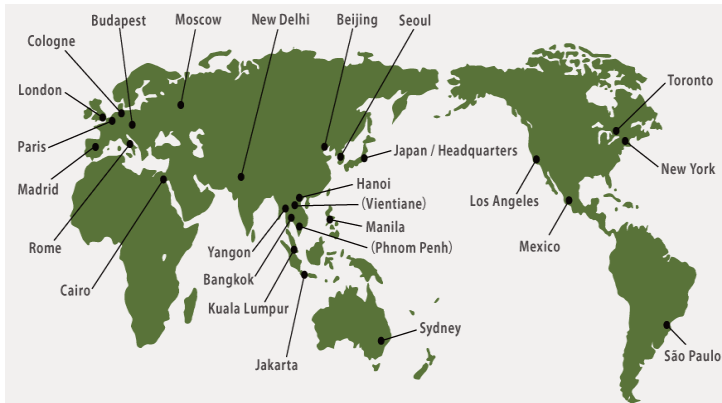 Budapest
Moscow
New Delhi
Beijing
Seoul
Cologne
London
Toronto
Paris
Japan / Headquarters
New York
Madrid
Hanoi
Los Angeles
(Vientiane)
Manila
Mexico
Rome
Yangon
(Phnom Penh)
Cairo
Bangkok
Kuala Lumpur
Sydney
São Paulo
Jakarta